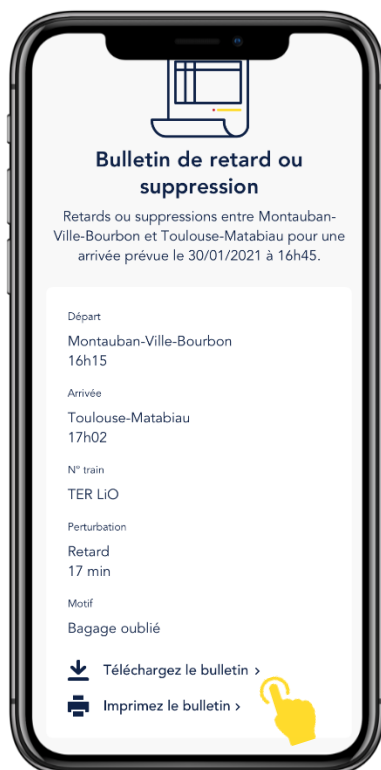 Bulletin de retard ou
suppression
Retards ou suppressions entre Montauban-
Ville-Bourbon et Toulouse-Matabiau pour une
arrivée prévue le 30/01/2021 à 16h45.
Départ
Montauban-Ville-Bourbon
16h15
Arrivée
Toulouse-Matabiau
17h02
N° train
TER LiO
Perturbation
Retard
17 min
Motif
Bagage oublié
Téléchargez le bulletin >
Imprimez le bulletin >